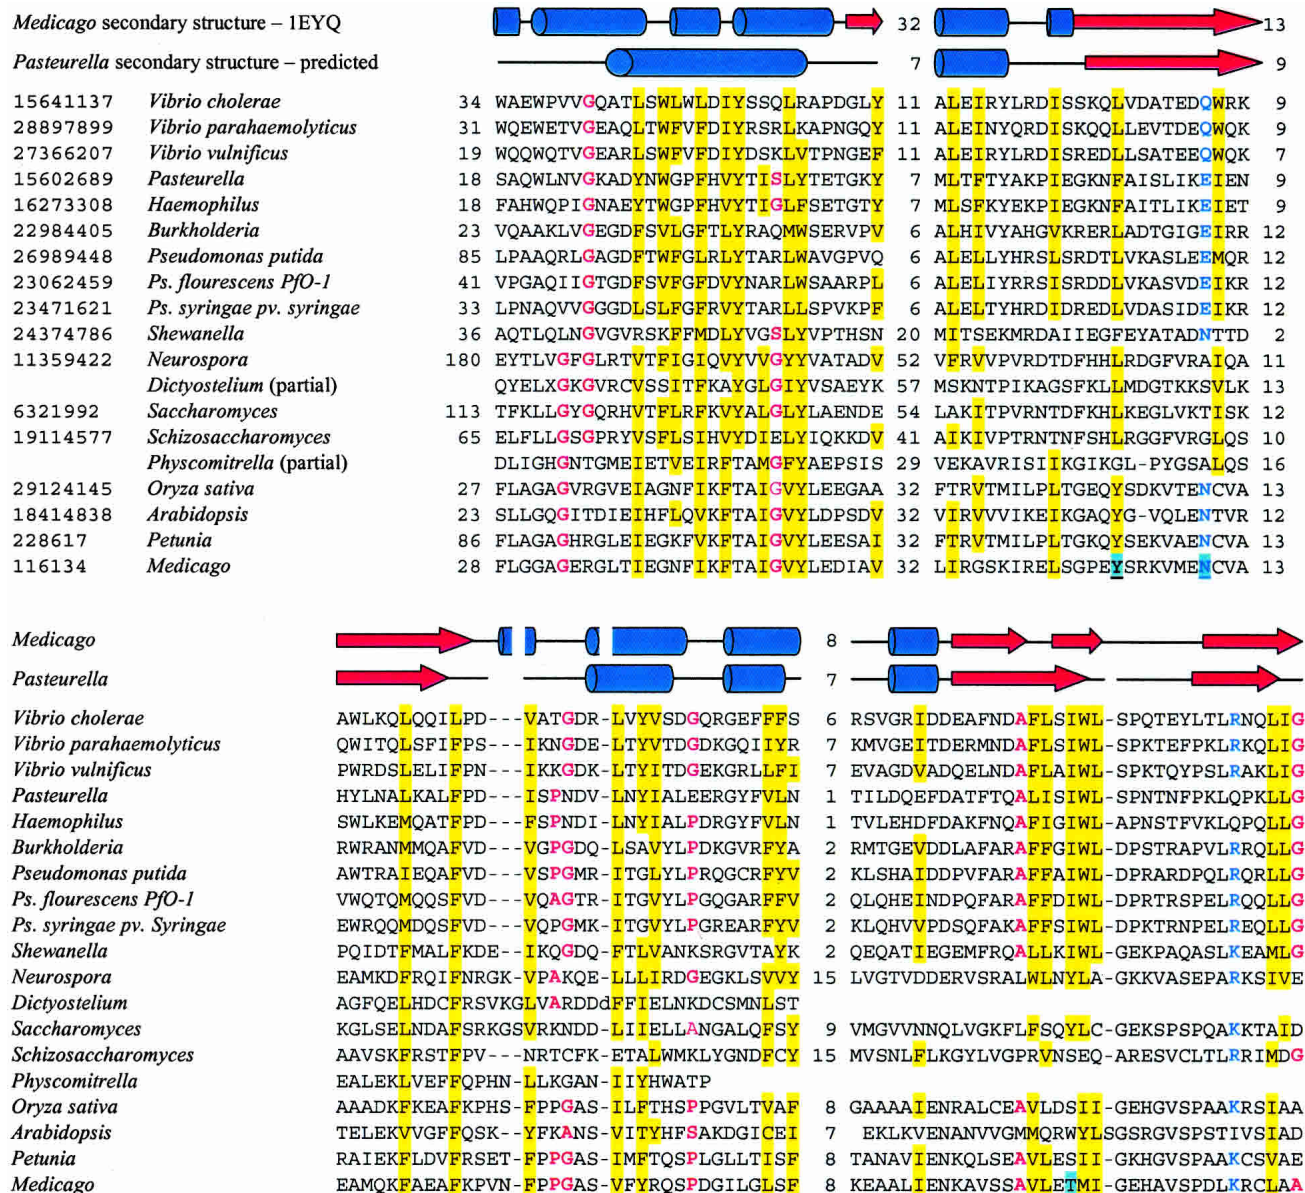 Medicago secondary structure – 1EYQ 32 13
Pasteurella secondary structure – predicted 7 9
15641137 Vibrio cholerae 34 WAEWPVVGQATLSWLWLDIYSSQLRAPDGLY 11 ALEIRYLRDISSKQLVDATEDQWRK 9
28897899 Vibrio parahaemolyticus 31 WQEWETVGEAQLTWFVFDIYRSRLKAPNGQY 11 ALEINYQRDISKQQLLEVTDEQWQK 9
27366207 Vibrio vulnificus 19 WQQWQTVGEARLSWFVFDIYDSKLVTPNGEF 11 ALEIRYLRDISREDLLSATEEQWQK 7
15602689 Pasteurella 18 SAQWLNVGKADYNWGPFHVYTISLYTETGKY 7 MLTFTYAKPIEGKNFAISLIKEIEN 9
16273308 Haemophilus 18 FAHWQPIGNAEYTWGPFHVYTIGLFSETGTY 7 MLSFKYEKPIEGKNFAITLIKEIET 9
22984405 Burkholderia 23 VQAAKLVGEGDFSVLGFTLYRAQMWSERVPV 6 ALHIVYAHGVKRERLADTGIGEIRR 12
26989448 Pseudomonas putida 85 LPAAQRLGAGDFTWFGLRLYTARLWAVGPVQ 6 ALELLYHRSLSRDTLVKASLEEMQR 12
23062459 Ps. flourescens PfO-1 41 VPGAQIIGTGDFSVFGFDVYNARLWSAARPL 6 ALELIYRRSISRDDLVKASVDEIKR 12
23471621 Ps. syringae pv. syringae 33 LPNAQVVGGGDLSLFGFRVYTARLLSPVKPF 6 ALELTYHRDIDREDLVDASIDEIKR 12
24374786 Shewanella 36 AQTLQLNGVGVRSKFFMDLYVGSLYVPTHSN 20 MITSEKMRDAIIEGFEYATADNTTD 2
11359422 Neurospora 180 EYTLVGFGLRTVTFIGIQVYVVGYYVATADV 52 VFRVVPVRDTDFHHLRDGFVRAIQA 11
Dictyostelium (partial) QYELXGKGVRCVSSITFKAYGLGIYVSAEYK 57 MSKNTPIKAGSFKLLMDGTKKSVLK 13
6321992 Saccharomyces 113 TFKLLGYGQRHVTFLRFKVYALGLYLAENDE 54 LAKITPVRNTDFKHLKEGLVKTISK 12
19114577 Schizosaccharomyces 65 ELFLLGSGPRYVSFLSIHVYDIELYIQKKDV 41 AIKIVPTRNTNFSHLRGGFVRGLQS 10
Physcomitrella (partial) DLIGHGNTGMEIETVEIRFTAMGFYAEPSIS 29 VEKAVRISIIKGIKGL-PYGSALQS 16
29124145 Oryza sativa 27 FLAGAGVRGVEIAGNFIKFTAIGVYLEEGAA 32 FTRVTMILPLTGEQYSDKVTENCVA 13
18414838 Arabidopsis 23 SLLGQGITDIEIHFLQVKFTAIGVYLDPSDV 32 VIRVVVIKEIKGAQYG-VQLENTVR 12
228617 Petunia 86 FLAGAGHRGLEIEGKFVKFTAIGVYLEESAI 32 FTRVTMILPLTGKQYSEKVAENCVA 13
116134 Medicago 28 FLGGAGERGLTIEGNFIKFTAIGVYLEDIAV 32 LIRGSKIRELSGPEYSRKVMENCVA 13
Medicago 8
Pasteurella 7
Vibrio cholerae AWLKQLQQILPD---VATGDR-LVYVSDGQRGEFFFS 6 RSVGRIDDEAFNDAFLSIWL-SPQTEYLTLRNQLIG
Vibrio parahaemolyticus QWITQLSFIFPS---IKNGDE-LTYVTDGDKGQIIYR 7 KMVGEITDERMNDAFLSIWL-SPKTEFPKLRKQLIG
Vibrio vulnificus PWRDSLELIFPN---IKKGDK-LTYITDGEKGRLLFI 7 EVAGDVADQELNDAFLAIWL-SPKTQYPSLRAKLIG
Pasteurella HYLNALKALFPD---ISPNDV-LNYIALEERGYFVLN 1 TILDQEFDATFTQALISIWL-SPNTNFPKLQPKLLG
Haemophilus SWLKEMQATFPD---FSPNDI-LNYIALPDRGYFVLN 1 TVLEHDFDAKFNQAFIGIWL-APNSTFVKLQPQLLG
Burkholderia RWRANMMQAFVD---VGPGDQ-LSAVYLPDKGVRFYA 2 RMTGEVDDLAFARAFFGIWL-DPSTRAPVLRRQLLG
Pseudomonas putida AWTRAIEQAFVD---VSPGMR-ITGLYLPRQGCRFYV 2 KLSHAIDDPVFARAFFAIWL-DPRARDPQLRQRLLG
Ps. flourescens PfO-1 VWQTQMQQSFVD---VQAGTR-ITGVYLPGQGARFFV 2 QLQHEINDPQFARAFFDIWL-DPRTRSPELRQQLLG
Ps. syringae pv. Syringae EWRQQMDQSFVD---VQPGMK-ITGVYLPGREARFYV 2 KLQHVVPDSQFAKAFFSIWL-DPKTRNPELREQLLG
Shewanella PQIDTFMALFKDE--IKQGDQ-FTLVANKSRGVTAYK 2 QEQATIEGEMFRQALLKIWL-GEKPAQASLKEAMLG
Neurospora EAMKDFRQIFNRGK-VPAKQE-LLLIRDGEGKLSVVY 15 LVGTVDDERVSRALWLNYLA-GKKVASEPARKSIVE
Dictyostelium AGFQELHDCFRSVKGLVARDDdFFIELNKDCSMNLST
Saccharomyces KGLSELNDAFSRKGSVRKNDD-LIIELLANGALQFSY 9 VMGVVNNQLVGKFLFSQYLC-GEKSPSPQAKKTAID
Schizosaccharomyces AAVSKFRSTFPV---NRTCFK-ETALWMKLYGNDFCY 15 MVSNLFLKGYLVGPRVNSEQ-ARESVCLTLRRIMDG
Physcomitrella EALEKLVEFFQPHN-LLKGAN-IIYHWATP
Oryza sativa AAADKFKEAFKPHS-FPPGAS-ILFTHSPPGVLTVAF 8 GAAAAIENRALCEAVLDSII-GEHGVSPAAKRSIAA
Arabidopsis TELEKVVGFFQSK--YFKANS-VITYHFSAKDGICEI 7 EKLKVENANVVGMMQRWYLSGSRGVSPSTIVSIAD
Petunia RAIEKFLDVFRSET-FPPGAS-IMFTQSPLGLLTISF 8 TANAVIENKQLSEAVLESII-GKHGVSPAAKCSVAE
Medicago EAMQKFAEAFKPVN-FPPGAS-IFYRQSPDGILGLSF 8 KEAALIENKAVSSAVLETMI-GEHAVSPDLKRCLAA